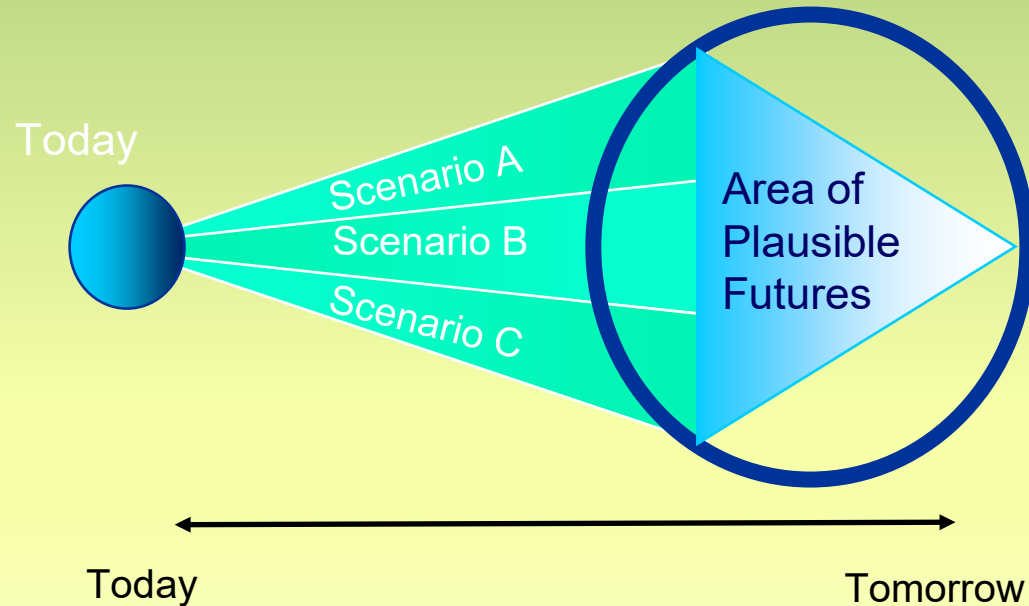 Today
Scenario A
Scenario B
Scenario C
Area of
Plausible
Futures
Today
Tomorrow